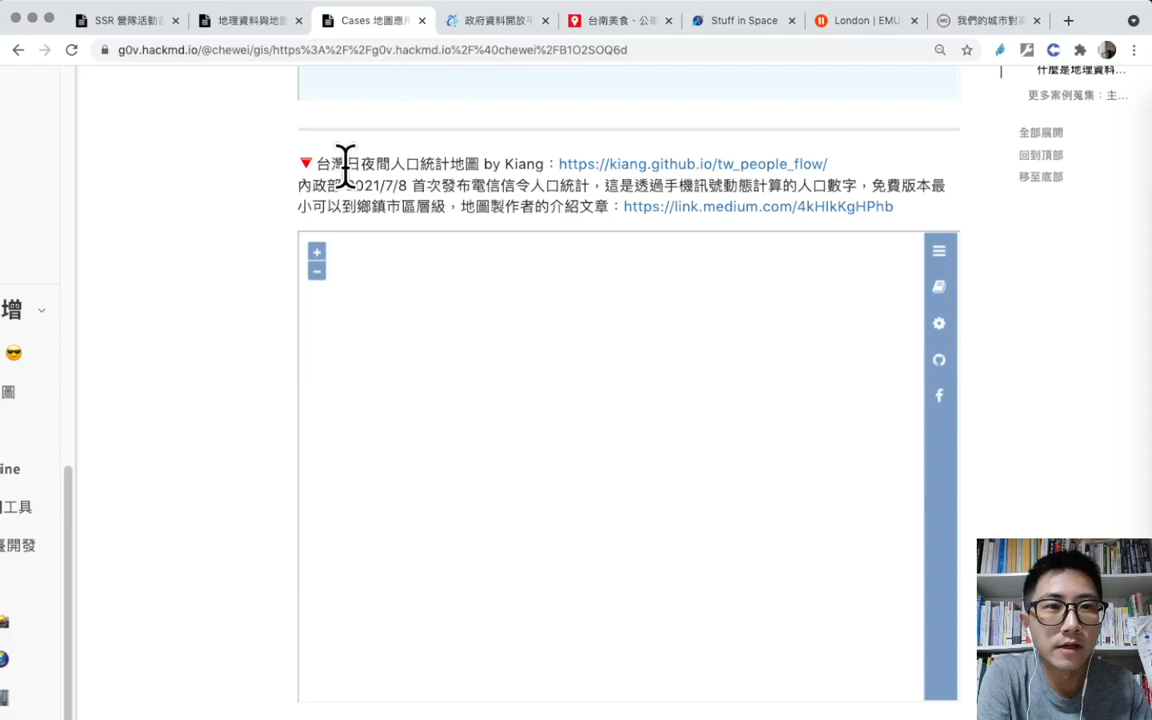 SSR 營隊活動
地理資料與地
Cases 地圖應用
政府資料開放平
台南美食、公
Stuff in Space
London | EMU
我們的城市對
g0v.hackmd.io/@chewei/gis/https%3A%2F%2Fg0v.hackmd.io%2F%40chewei%2FB1O2SOQ6d
什麼是地理資料...
更多案例蒐集：主...
全部展開
回到頂部
移至底部
🔻台灣日夜間人口統計地圖 by Kiang：https://kiang.github.io/tw_people_flow/
內政部 2021/7/8 首次發布電信信令人口統計，這是透過手機訊號動態計算的人口數字，免費版本最
小可以到鄉鎮市區層級，地圖製作者的介紹文章：https://link.medium.com/4kHIkKgHPhb
+
−
增
圖
ine
工具
臺開發